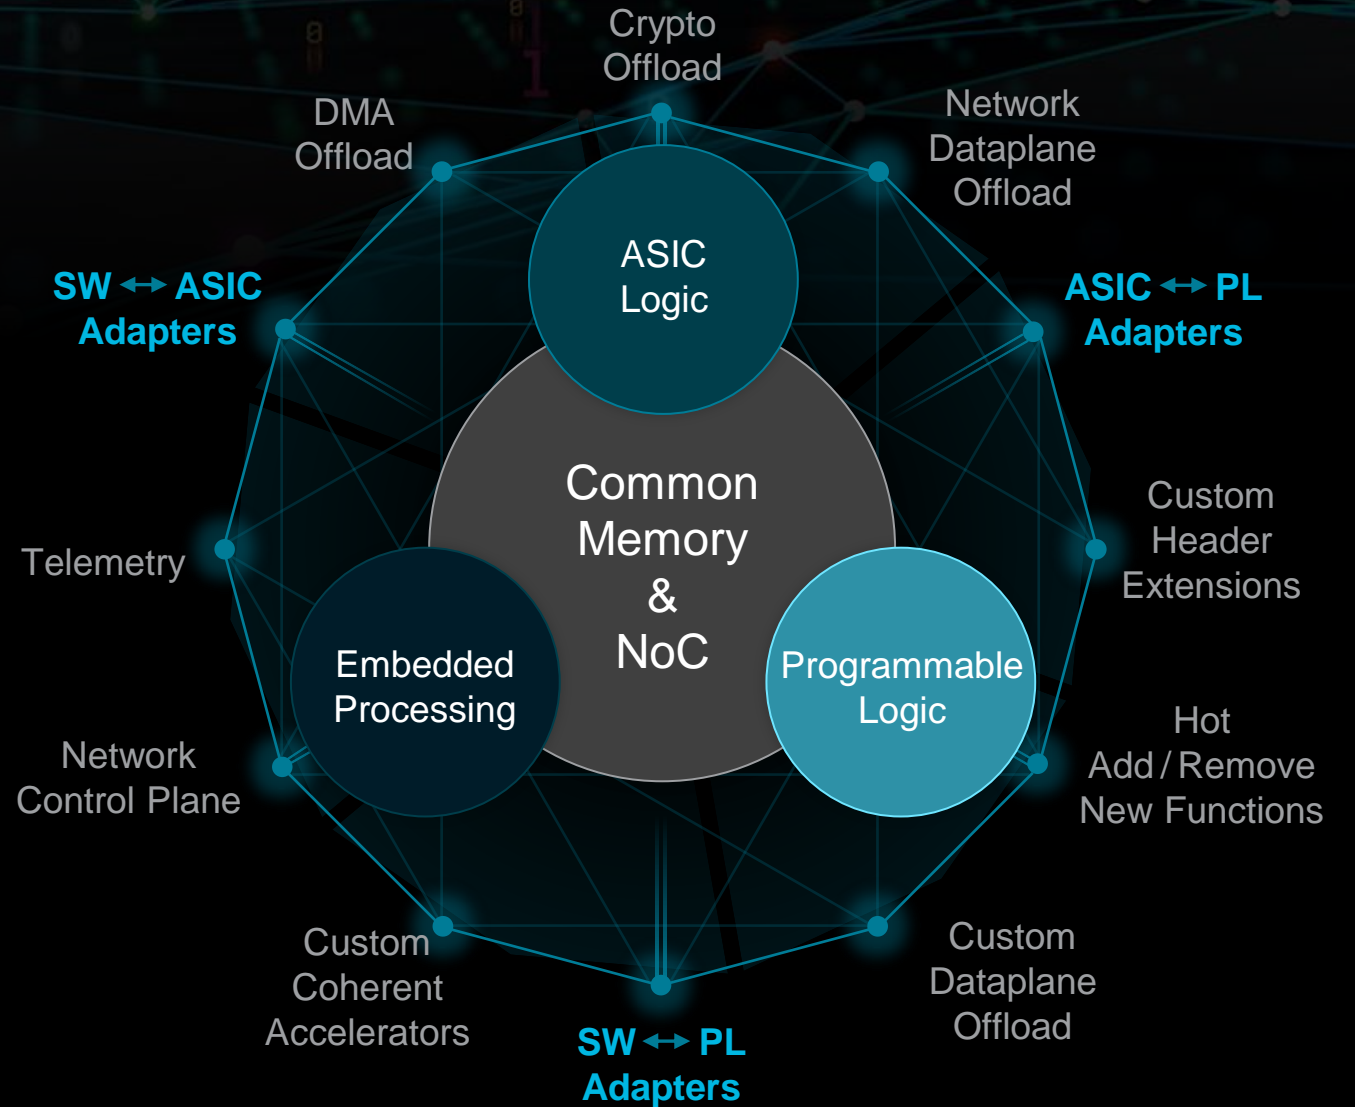 Crypto
Offload
DMA
Offload
Network
Dataplane
Offload
ASIC
Logic
SW ↔ ASIC
Adapters
ASIC ↔ PL
Adapters
Common
Memory
&
NoC
Custom
Header
Extensions
Telemetry
Embedded
Processing
Programmable
Logic
Network
Control Plane
Hot
Add / Remove
New Functions
Custom
Coherent
Accelerators
Custom
Dataplane
Offload
SW ↔ PL
Adapters